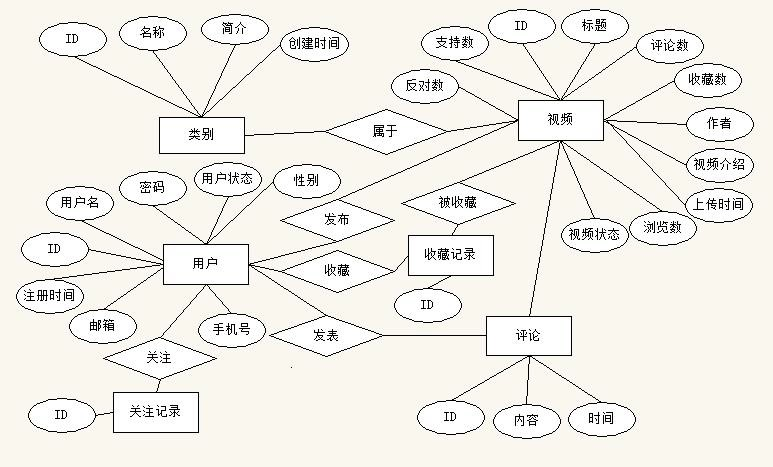 ID
名称
简介
创建时间
类别
属于
支持数
ID
标题
评论数
反对数
收藏数
视频
作者
视频介绍
上传时间
浏览数
视频状态
用户名
密码
用户状态
性别
发布
被收藏
ID
用户
收藏
收藏记录
注册时间
ID
邮箱
手机号
发表
评论
关注
ID
关注记录
ID
内容
时间